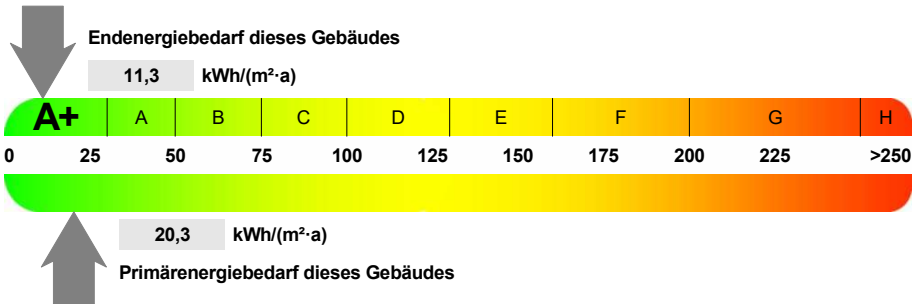 Endenergiebedarf dieses Gebäudes
11,3 kWh/(m²·a)
A+ A B C D E F G H
0 25 50 75 100 125 150 175 200 225 >250
20,3 kWh/(m²·a)
Primärenergiebedarf dieses Gebäudes